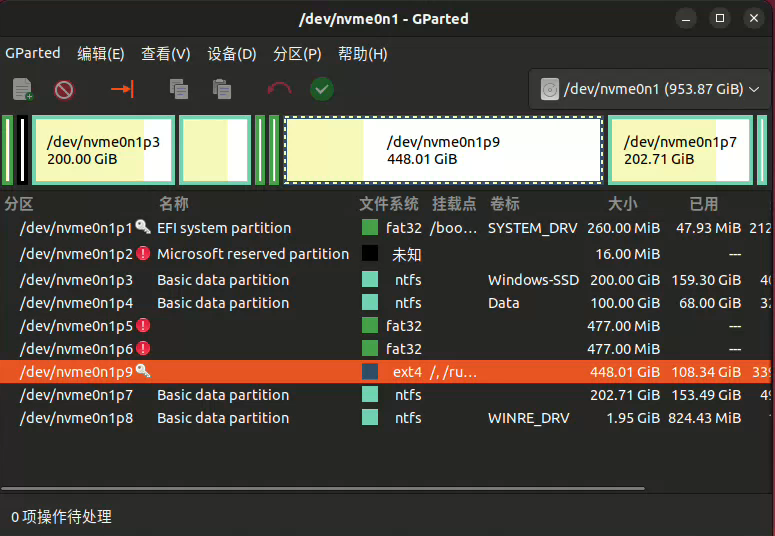 /dev/nvme0n1 - GParted
GParted 编辑(E) 查看(V) 设备(D) 分区(P) 帮助(H)
/dev/nvme0n1 (953.87 GiB)
/dev/nvme0n1p3 /dev/nvme0n1p9 /dev/nvme0n1p7
200.00 GiB 448.01 GiB 202.71 GiB
分区 名称 文件系统 挂载点 卷标 大小 已用
/dev/nvme0n1p1 EFI system partition fat32 /boo... SYSTEM_DRV 260.00 MiB 47.93 MiB 212
/dev/nvme0n1p2 Microsoft reserved partition 未知 16.00 MiB ---
/dev/nvme0n1p3 Basic data partition ntfs Windows-SSD 200.00 GiB 159.30 GiB 40
/dev/nvme0n1p4 Basic data partition ntfs Data 100.00 GiB 68.00 GiB 32
/dev/nvme0n1p5 fat32 477.00 MiB ---
/dev/nvme0n1p6 fat32 477.00 MiB ---
/dev/nvme0n1p9 ext4 /, /ru... 448.01 GiB 108.34 GiB 339
/dev/nvme0n1p7 Basic data partition ntfs 202.71 GiB 153.49 GiB 49
/dev/nvme0n1p8 Basic data partition ntfs WINRE_DRV 1.95 GiB 824.43 MiB
0 项操作待处理